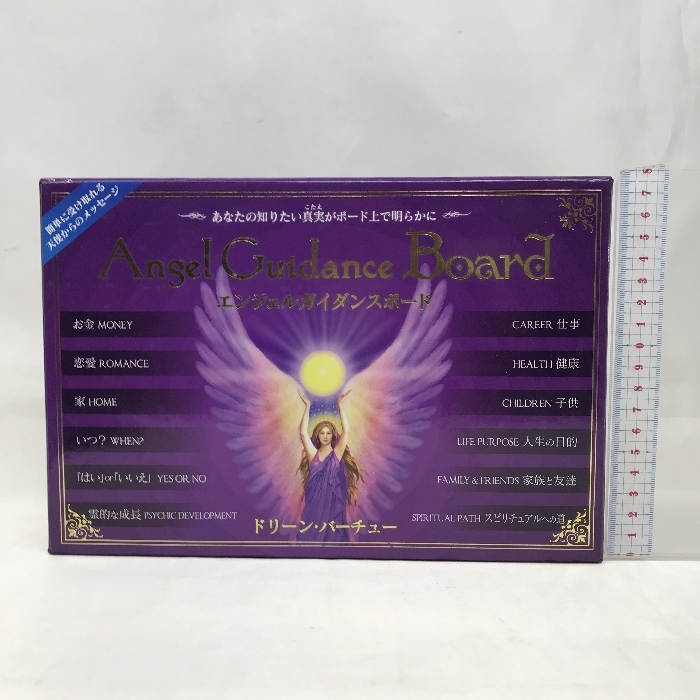 簡単に受け取れる
天使からのメッセージ
こたえ
あなたの知りたい真実がボード上で明らかに
Angel Guidance Board
エンジェルガイダンスボード
お金 MONEY
CAREER 仕事
恋愛 ROMANCE
HEALTH 健康
家 HOME
CHILDREN 子供
いつ? WHEN?
LIFE PURPOSE 人生の目的
「はい」or「いいえ」 YES OR NO
FAMILY & FRIENDS 家族と友達
霊的な成長 PSYCHIC DEVELOPMENT
SPIRITUAL PATH スピリチュアルへの道
ドリーン・バーチュー